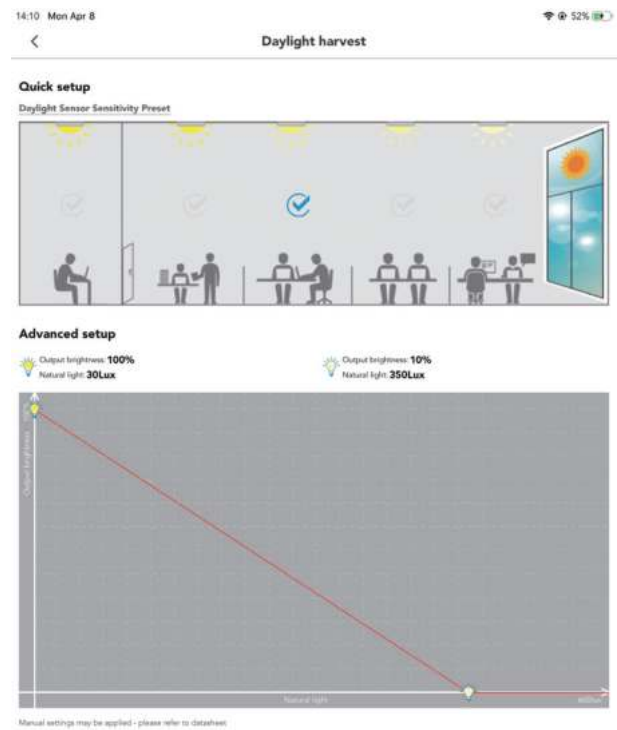 14:10 Mon Apr 8
52%
Daylight harvest
Quick setup
Daylight Sensor Sensitivity Preset
Advanced setup
Output brightness: 100%
Natural light: 30Lux
Output brightness: 10%
Natural light: 350Lux
Output brightness
Natural light
Manual settings may be applied - please refer to datasheet